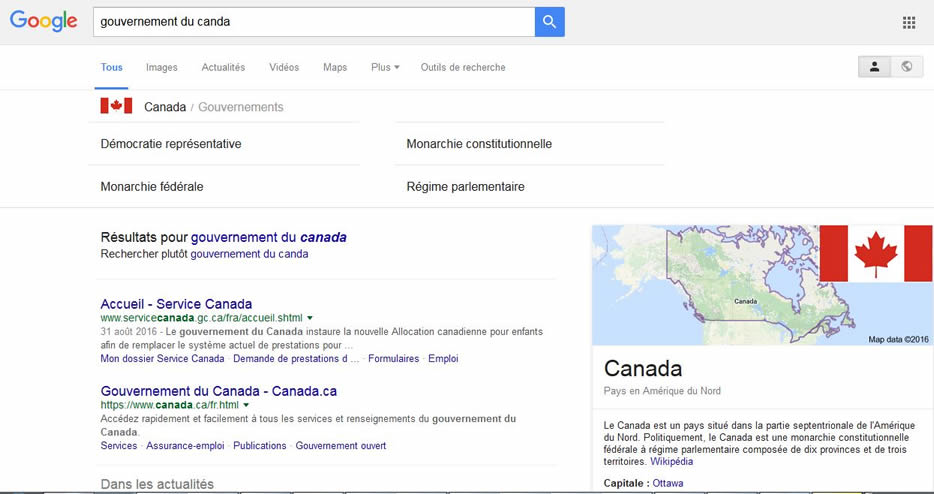 Google
gouvernement du canda
Tous Images Actualités Vidéos Maps Plus Outils de recherche
Canada / Gouvernements
Démocratie représentative Monarchie constitutionnelle
Monarchie fédérale Régime parlementaire
Résultats pour gouvernement du canada
Rechercher plutôt gouvernement du canda
Accueil - Service Canada
www.servicecanada.gc.ca/fra/accueil.shtml
31 août 2016 - Le gouvernement du Canada instaure la nouvelle Allocation canadienne pour enfants
afin de remplacer le système actuel de prestations pour ...
Mon dossier Service Canada · Demande de prestations d ... · Formulaires · Emploi
Gouvernement du Canada - Canada.ca
https://www.canada.ca/fr.html
Accédez rapidement et facilement à tous les services et renseignements du gouvernement du
Canada.
Services · Assurance-emploi · Publications · Gouvernement ouvert
Dans les actualités
Canada
Map data ©2016
Canada
Pays en Amérique du Nord
Le Canada est un pays situé dans la partie septentrionale de l'Amérique
du Nord. Politiquement, le Canada est une monarchie constitutionnelle
fédérale à régime parlementaire composée de dix provinces et de trois
territoires. Wikipédia
Capitale : Ottawa